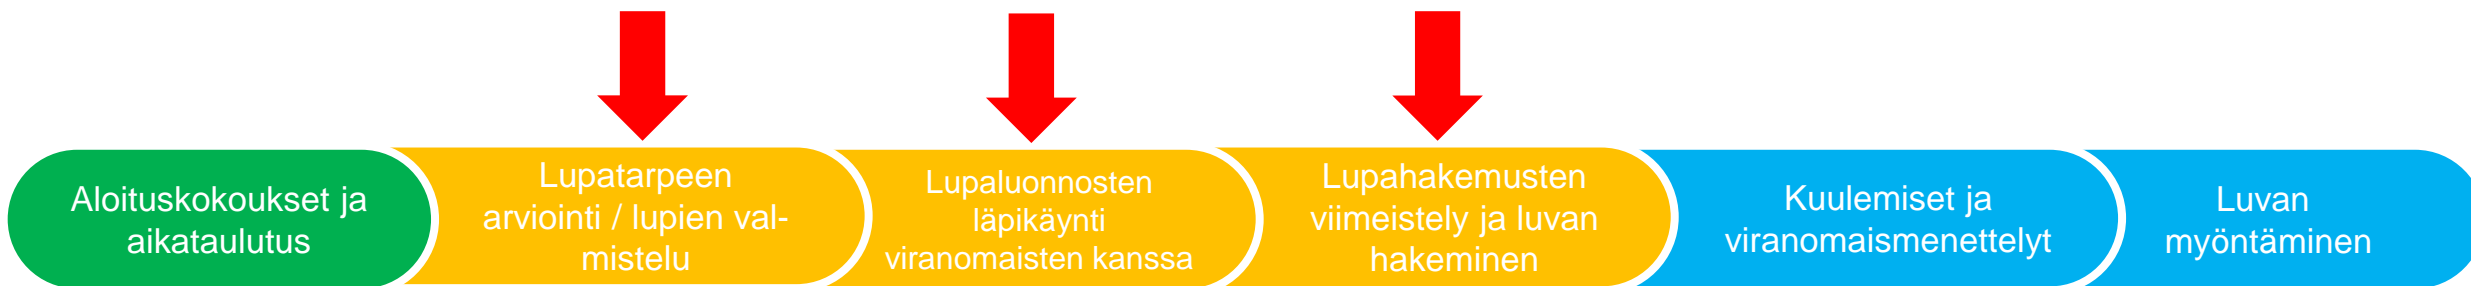 Aloituskokoukset ja
aikataulutus
Lupatarpeen
arviointi / lupien val-
mistelu
Lupaluonnosten
läpikäynti
viranomaisten kanssa
Lupahakemusten
viimeistely ja luvan
hakeminen
Kuulemiset ja
viranomaismenettelyt
Luvan
myöntäminen